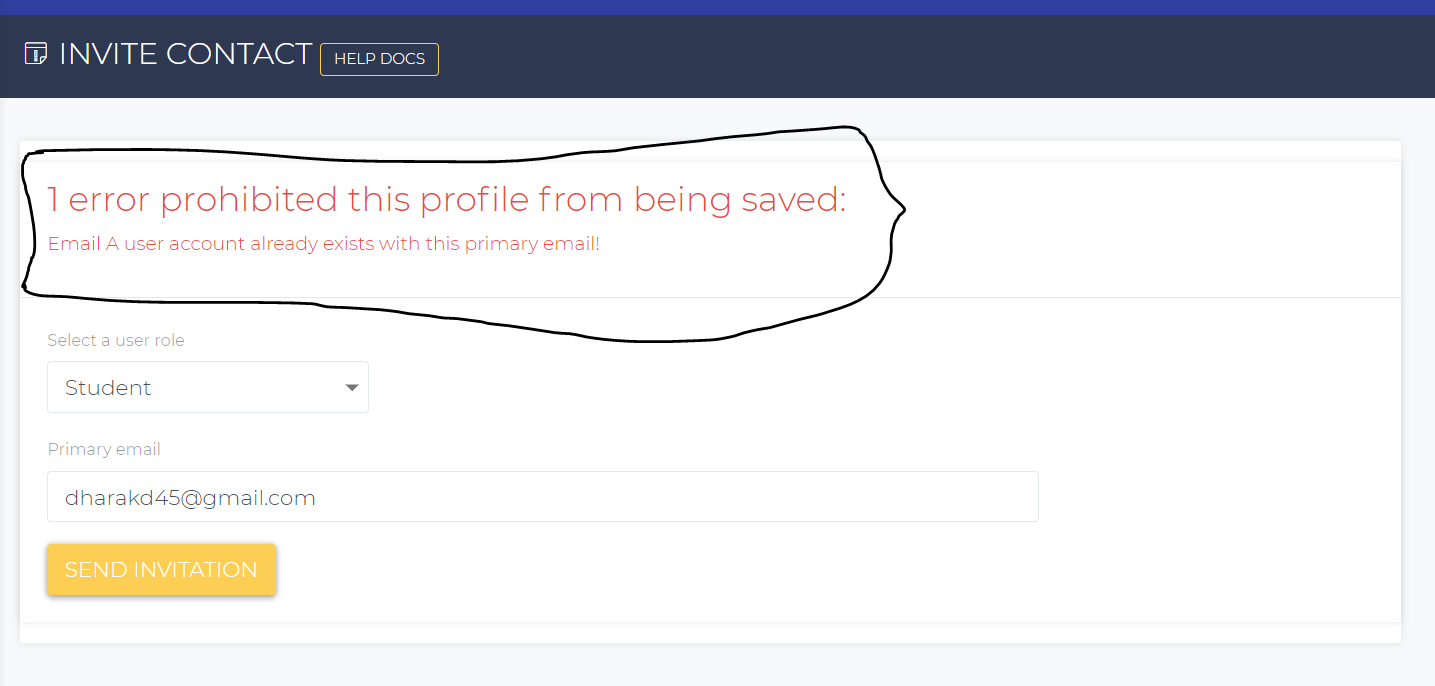 INVITE CONTACT HELP DOCS
1 error prohibited this profile from being saved:
Email A user account already exists with this primary email!
Select a user role
Student
Primary email
dharakd45@gmail.com
SEND INVITATION